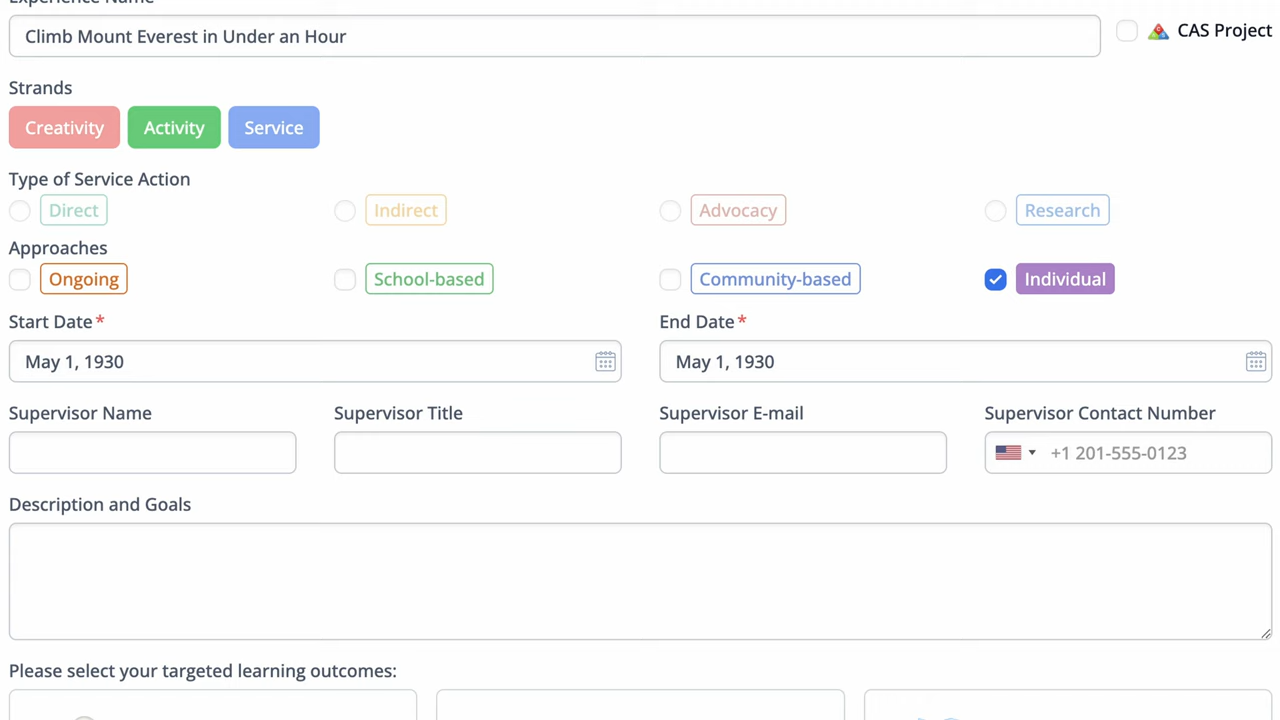 Experience Name
Climb Mount Everest in Under an Hour
CAS Project
Strands
Creativity Activity Service
Type of Service Action
Direct Indirect Advocacy Research
Approaches
Ongoing School-based Community-based Individual
Start Date* End Date*
May 1, 1930 May 1, 1930
Supervisor Name Supervisor Title Supervisor E-mail Supervisor Contact Number
+1 201-555-0123
Description and Goals
Please select your targeted learning outcomes: